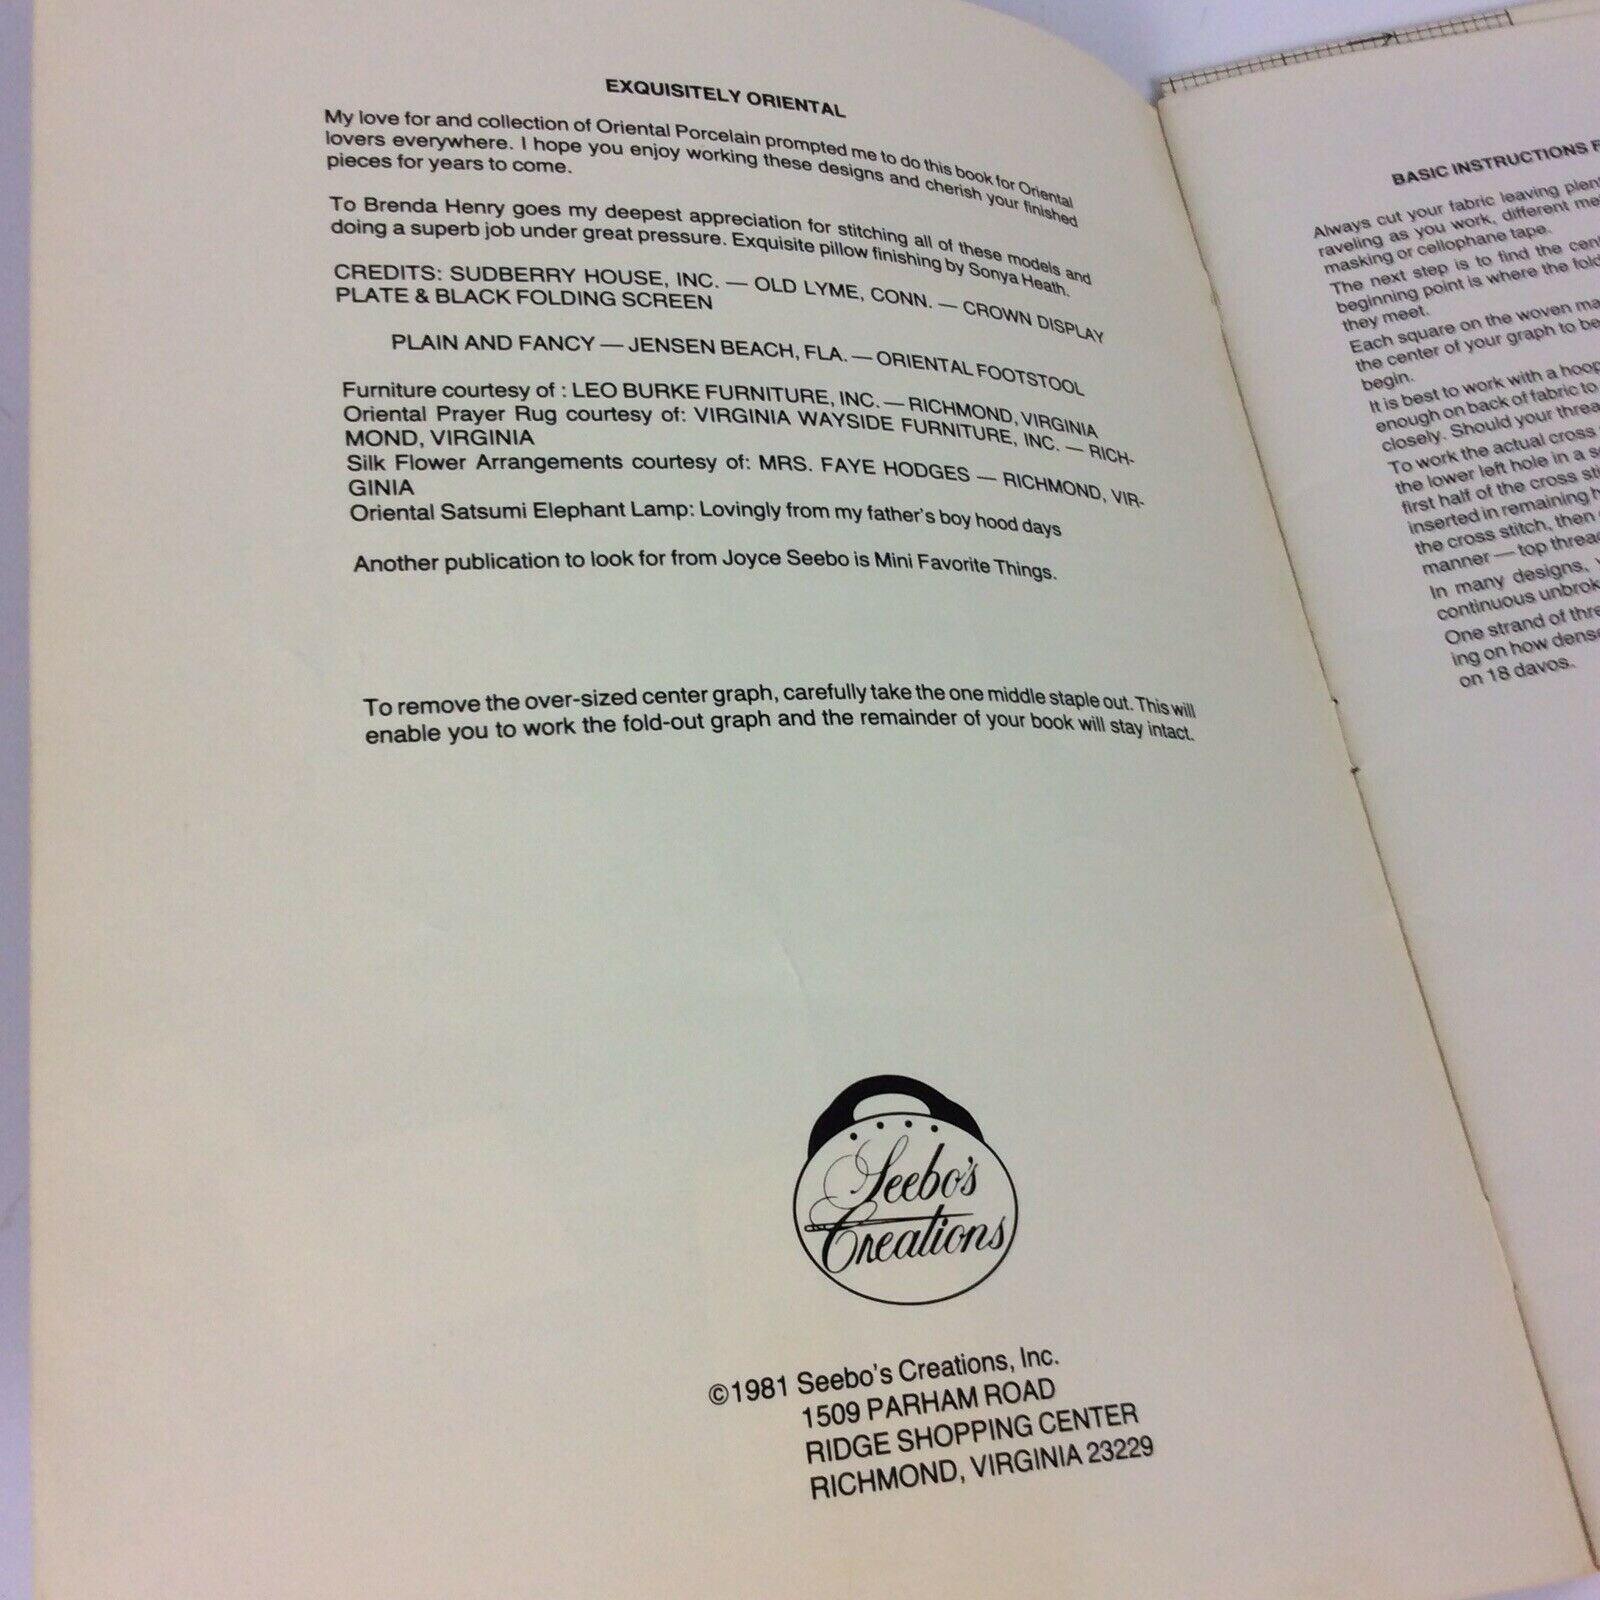 EXQUISITELY ORIENTAL
My love for and collection of Oriental Porcelain prompted me to do this book for Oriental
lovers everywhere. I hope you enjoy working these designs and cherish your finished
pieces for years to come.
To Brenda Henry goes my deepest appreciation for stitching all of these models and
doing a superb job under great pressure. Exquisite pillow finishing by Sonya Heath.
CREDITS: SUDBERRY HOUSE, INC. — OLD LYME, CONN. — CROWN DISPLAY
PLATE & BLACK FOLDING SCREEN
PLAIN AND FANCY — JENSEN BEACH, FLA. — ORIENTAL FOOTSTOOL
Furniture courtesy of : LEO BURKE FURNITURE, INC. — RICHMOND, VIRGINIA
Oriental Prayer Rug courtesy of: VIRGINIA WAYSIDE FURNITURE, INC. — RICH-
MOND, VIRGINIA
Silk Flower Arrangements courtesy of: MRS. FAYE HODGES — RICHMOND, VIR-
GINIA
Oriental Satsumi Elephant Lamp: Lovingly from my father's boy hood days
Another publication to look for from Joyce Seebo is Mini Favorite Things.
To remove the over-sized center graph, carefully take the one middle staple out. This will
enable you to work the fold-out graph and the remainder of your book will stay intact.
Seebo's
Creations
©1981 Seebo's Creations, Inc.
1509 PARHAM ROAD
RIDGE SHOPPING CENTER
RICHMOND, VIRGINIA 23229
BASIC INSTRUCTIONS
Always cut your fabric leaving
raveling as you work, different
masking or cellophane tape.
The next step is to find the
beginning point is where the
they meet.
Each square on the woven
the center of your graph to
begin.
It is best to work with a hoop
enough on back of fabric to
closely. Should your
To work the actual cross
the lower left hole in a
first half of the cross
inserted in remaining
the cross stitch, then
manner — top
In many designs,
continuous
One strand of
ing on how
on 18 davos.